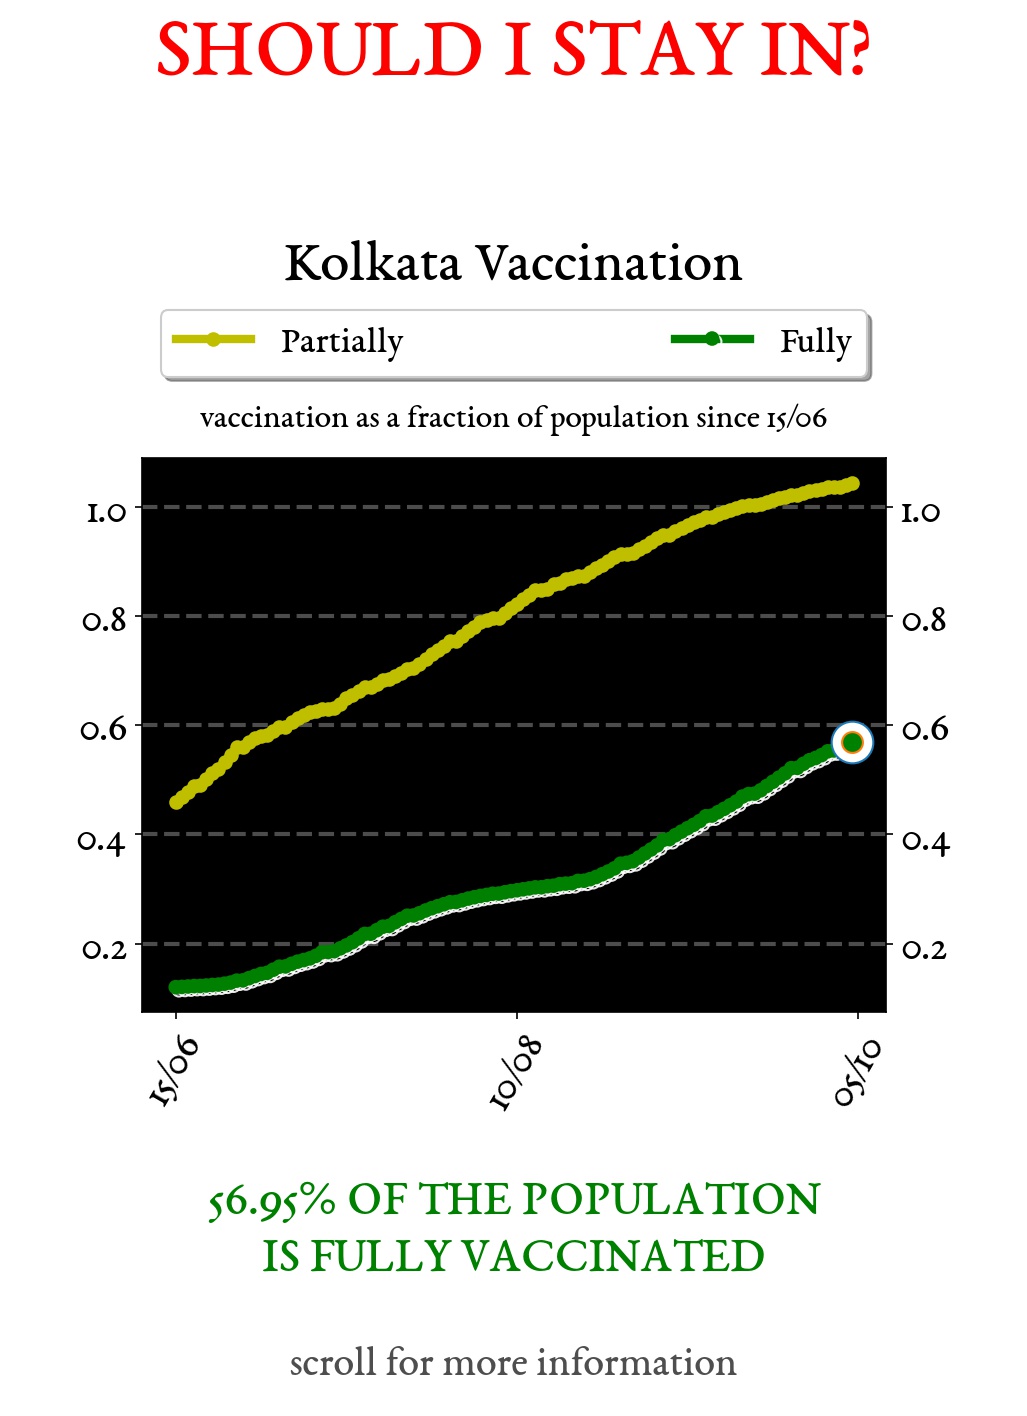 SHOULD I STAY IN?
Kolkata Vaccination
Partially Fully
vaccination as a fraction of population since 15/06
1.0 1.0
0.8 0.8
0.6 0.6
0.4 0.4
0.2 0.2
15/06 10/08 05/10
56.95% OF THE POPULATION
IS FULLY VACCINATED
scroll for more information